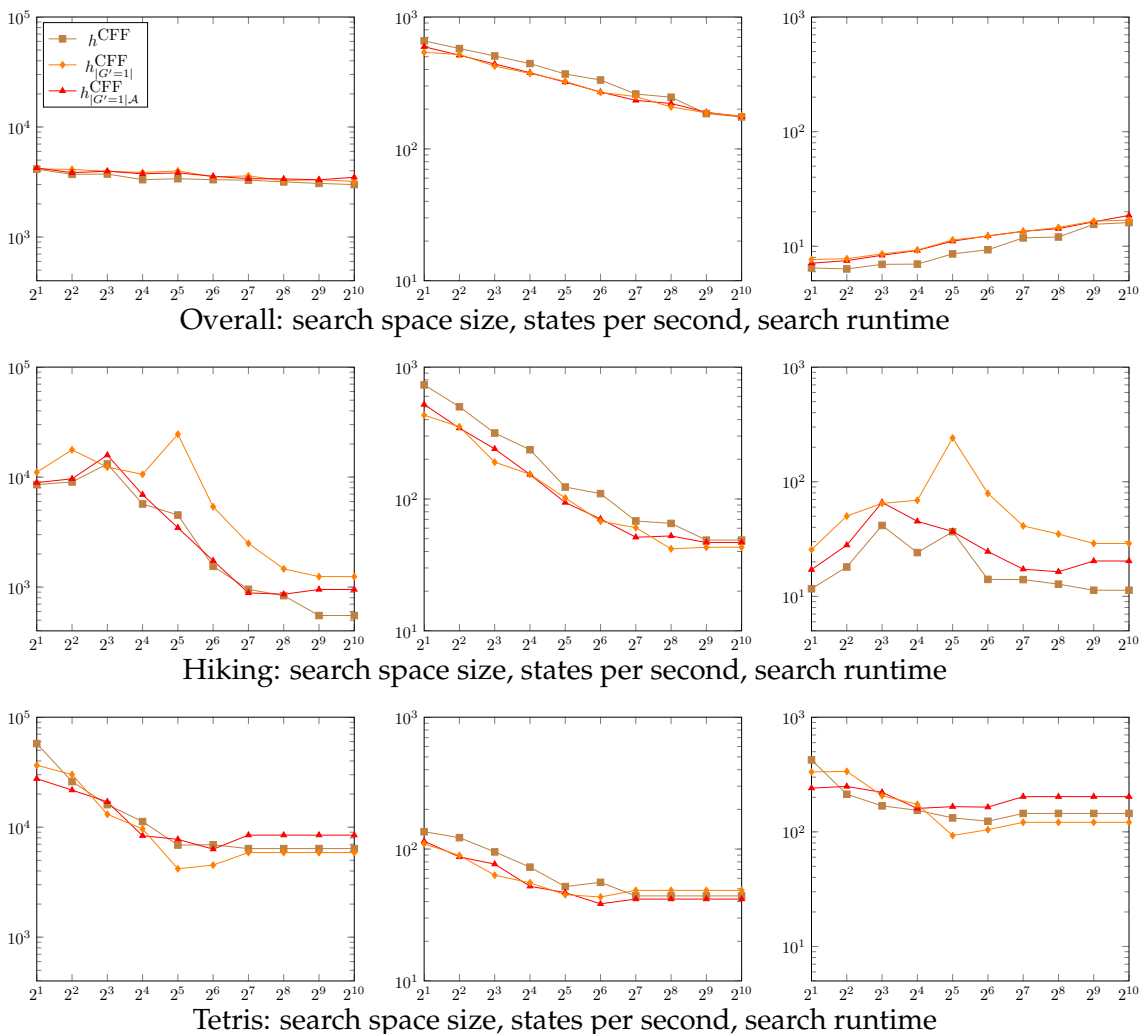 h^CFF
h^CFF_|G'=1|
h^CFF_|G'=1|A
10^5 10^4 10^3
2^1 2^2 2^3 2^4 2^5 2^6 2^7 2^8 2^9 2^10
10^3 10^2 10^1
2^1 2^2 2^3 2^4 2^5 2^6 2^7 2^8 2^9 2^10
10^3 10^2 10^1
2^1 2^2 2^3 2^4 2^5 2^6 2^7 2^8 2^9 2^10
Overall: search space size, states per second, search runtime
10^5 10^4 10^3
2^1 2^2 2^3 2^4 2^5 2^6 2^7 2^8 2^9 2^10
10^3 10^2 10^1
2^1 2^2 2^3 2^4 2^5 2^6 2^7 2^8 2^9 2^10
10^3 10^2 10^1
2^1 2^2 2^3 2^4 2^5 2^6 2^7 2^8 2^9 2^10
Hiking: search space size, states per second, search runtime
10^5 10^4 10^3
2^1 2^2 2^3 2^4 2^5 2^6 2^7 2^8 2^9 2^10
10^3 10^2 10^1
2^1 2^2 2^3 2^4 2^5 2^6 2^7 2^8 2^9 2^10
10^3 10^2 10^1
2^1 2^2 2^3 2^4 2^5 2^6 2^7 2^8 2^9 2^10
Tetris: search space size, states per second, search runtime